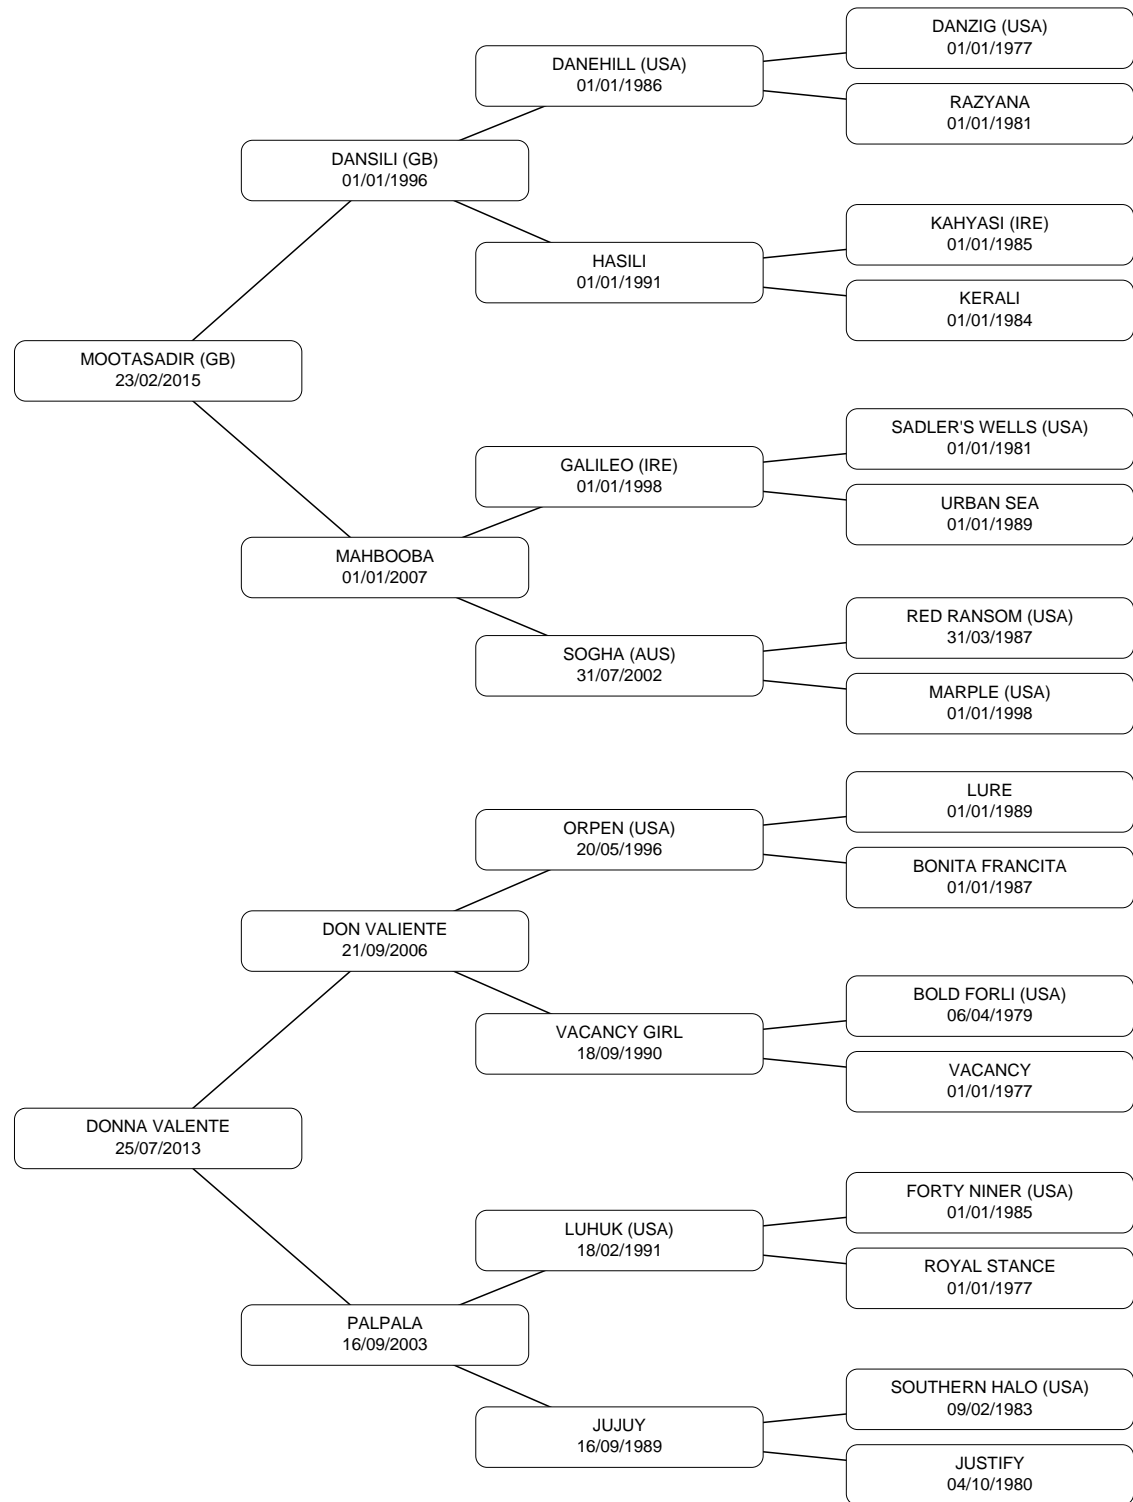 DANZIG (USA)
01/01/1977
DANEHILL (USA)
01/01/1986
RAZYANA
01/01/1981
DANSILI (GB)
01/01/1996
KAHYASI (IRE)
01/01/1985
HASILI
01/01/1991
KERALI
01/01/1984
MOOTASADIR (GB)
23/02/2015
SADLER'S WELLS (USA)
01/01/1981
GALILEO (IRE)
01/01/1998
URBAN SEA
01/01/1989
MAHBOOBA
01/01/2007
RED RANSOM (USA)
31/03/1987
SOGHA (AUS)
31/07/2002
MARPLE (USA)
01/01/1998
LURE
01/01/1989
ORPEN (USA)
20/05/1996
BONITA FRANCITA
01/01/1987
DON VALIENTE
21/09/2006
BOLD FORLI (USA)
06/04/1979
VACANCY GIRL
18/09/1990
VACANCY
01/01/1977
DONNA VALENTE
25/07/2013
FORTY NINER (USA)
01/01/1985
LUHUK (USA)
18/02/1991
ROYAL STANCE
01/01/1977
PALPALA
16/09/2003
SOUTHERN HALO (USA)
09/02/1983
JUJUY
16/09/1989
JUSTIFY
04/10/1980